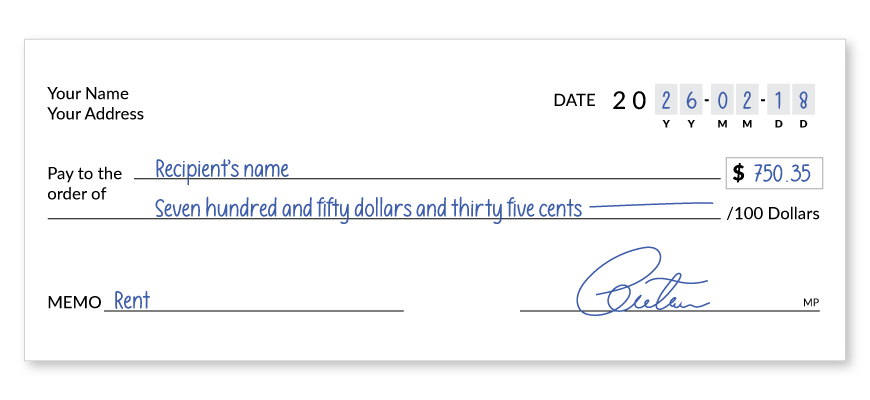 Your Name
Your Address
DATE 20 26-02-18
Y Y M M D D
Pay to the order of Recipient's name $ 750.35
Seven hundred and fifty dollars and thirty five cents /100 Dollars
MEMO Rent
MP